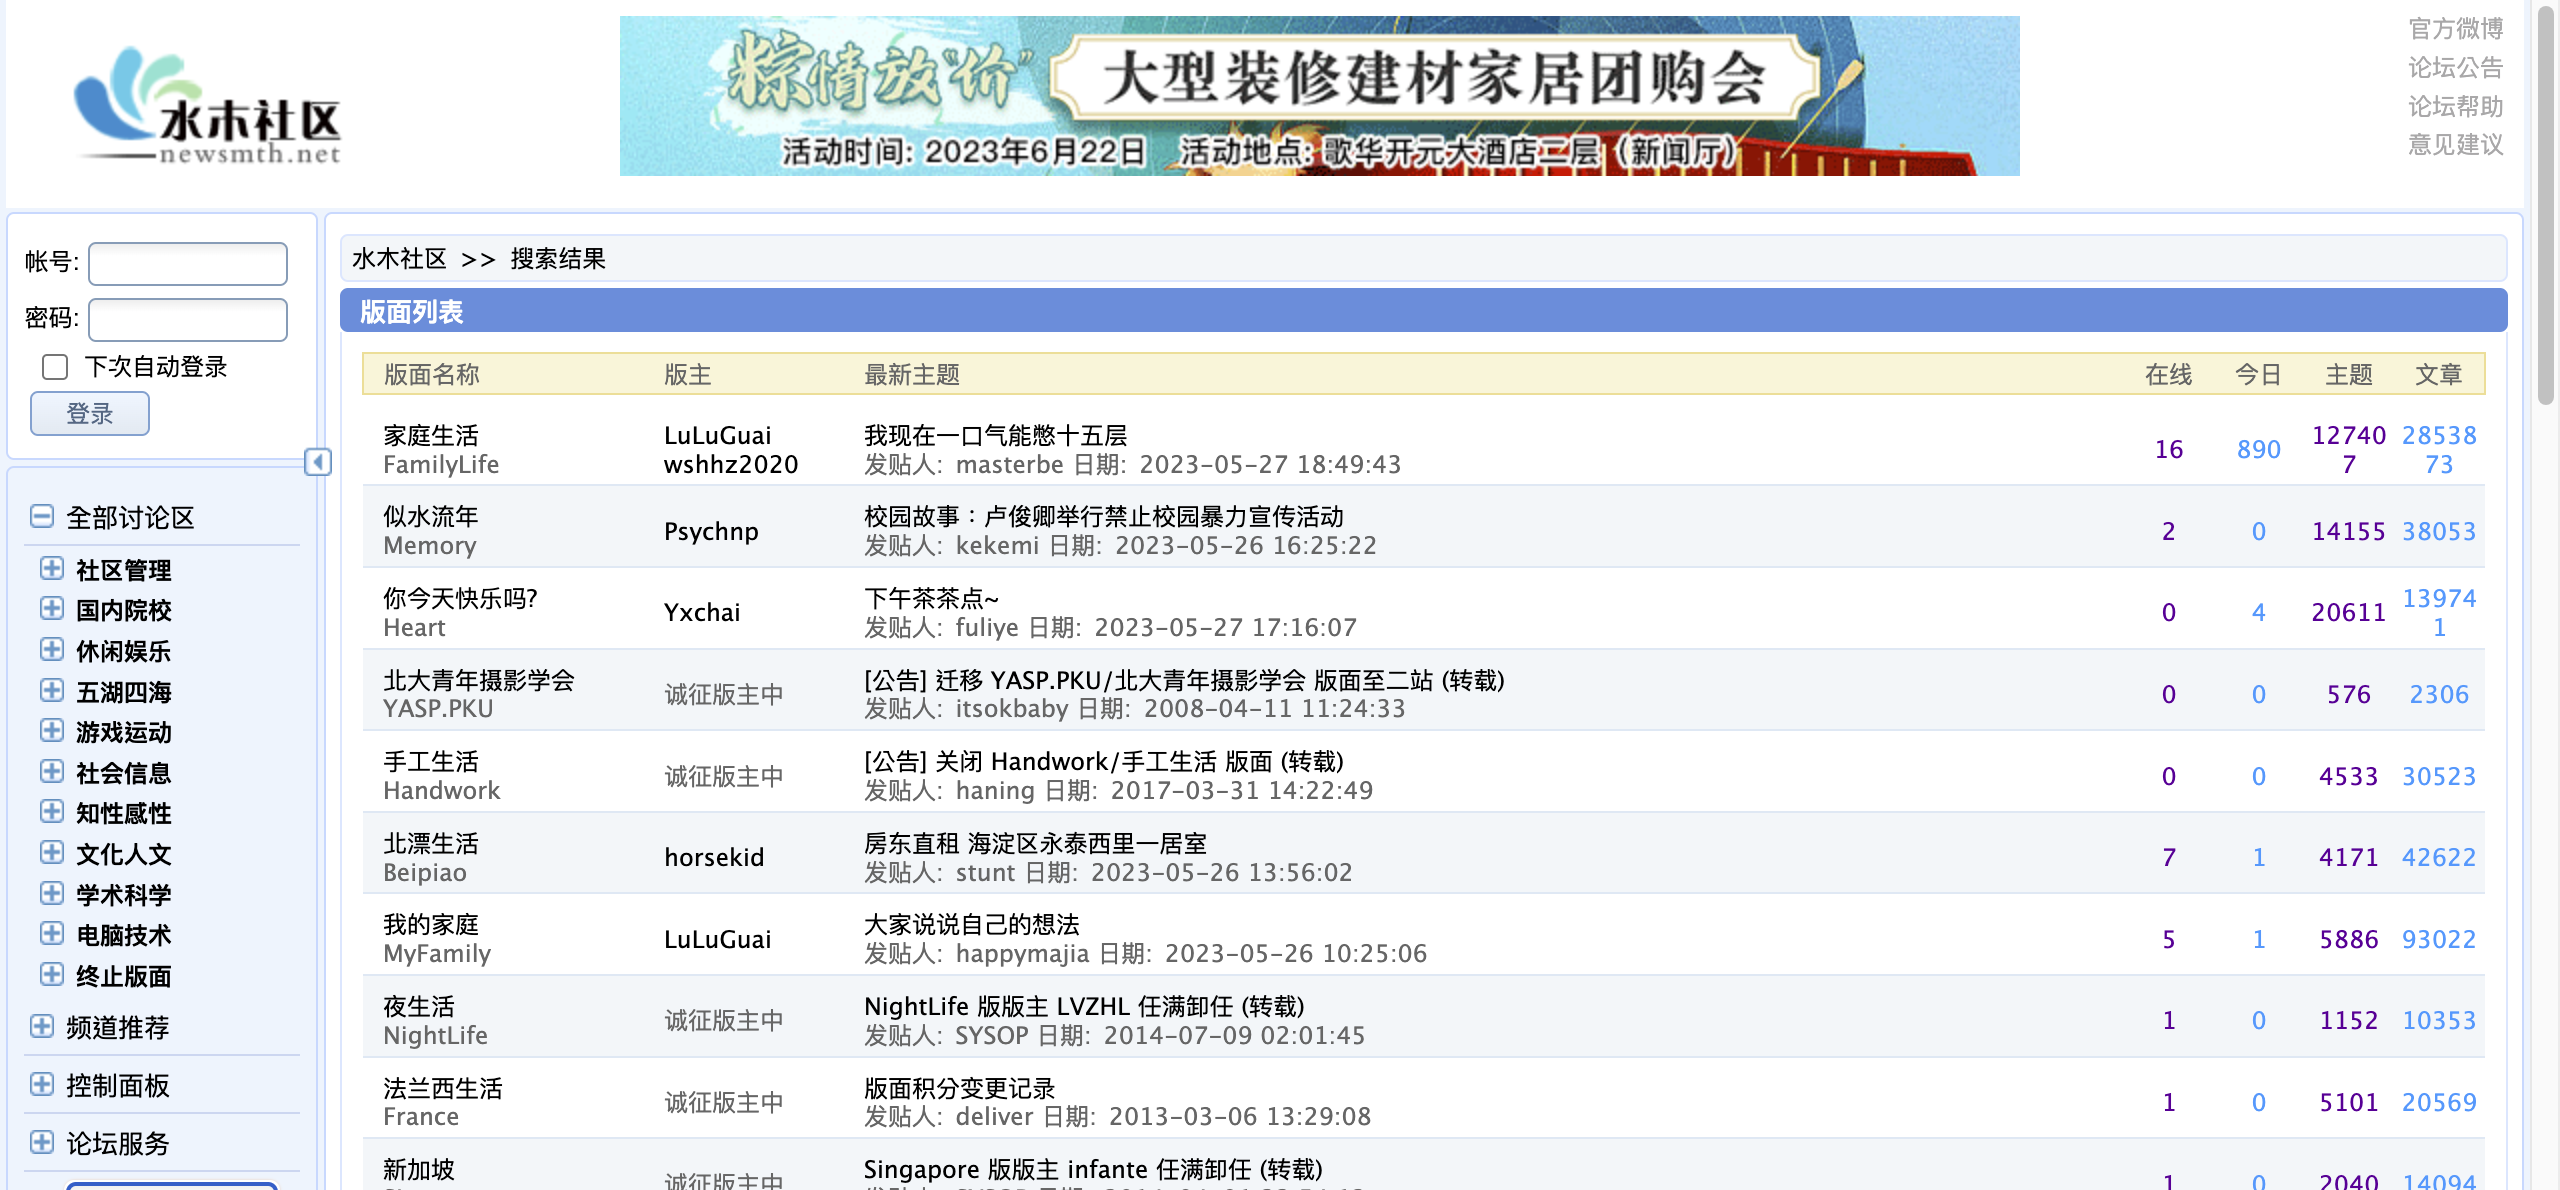 水木社区
newsmth.net
粽情放“价”
大型装修建材家居团购会
活动时间: 2023年6月22日 活动地点: 歌华开元大酒店二层（新闻厅）
官方微博
论坛公告
论坛帮助
意见建议
帐号:
密码:
下次自动登录
登录
全部讨论区
社区管理
国内院校
休闲娱乐
五湖四海
游戏运动
社会信息
知性感性
文化人文
学术科学
电脑技术
终止版面
频道推荐
控制面板
论坛服务
水木社区 >> 搜索结果
版面列表
版面名称 版主 最新主题 在线 今日 主题 文章
家庭生活 LuLuGuai 我现在一口气能憋十五层 12740 28538
FamilyLife wshhz2020 发贴人: masterbe 日期: 2023-05-27 18:49:43 16 890 7 73
似水流年 校园故事：卢俊卿举行禁止校园暴力宣传活动
Memory Psychnp 发贴人: kekemi 日期: 2023-05-26 16:25:22 2 0 14155 38053
你今天快乐吗? 下午茶茶点~ 13974
Heart Yxchai 发贴人: fuliye 日期: 2023-05-27 17:16:07 0 4 20611 1
北大青年摄影学会 [公告] 迁移 YASP.PKU/北大青年摄影学会 版面至二站 (转载)
YASP.PKU 诚征版主中 发贴人: itsokbaby 日期: 2008-04-11 11:24:33 0 0 576 2306
手工生活 [公告] 关闭 Handwork/手工生活 版面 (转载)
Handwork 诚征版主中 发贴人: haning 日期: 2017-03-31 14:22:49 0 0 4533 30523
北漂生活 房东直租 海淀区永泰西里一居室
Beipiao horsekid 发贴人: stunt 日期: 2023-05-26 13:56:02 7 1 4171 42622
我的家庭 大家说说自己的想法
MyFamily LuLuGuai 发贴人: happymajia 日期: 2023-05-26 10:25:06 5 1 5886 93022
夜生活 NightLife 版版主 LVZHL 任满卸任 (转载)
NightLife 诚征版主中 发贴人: SYSOP 日期: 2014-07-09 02:01:45 1 0 1152 10353
法兰西生活 版面积分变更记录
France 诚征版主中 发贴人: deliver 日期: 2013-03-06 13:29:08 1 0 5101 20569
新加坡 Singapore 版版主 infante 任满卸任 (转载)
诚征版主中 1 0 2040 14094